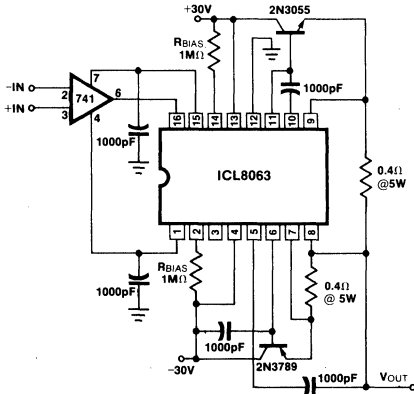 +30V
2N3055
RBIAS
1MΩ
−IN
+IN
2
3
7
741
6
4
1000pF
1000pF
16
15
14
13
12
11
10
9
ICL8063
0.4Ω
@5W
1
2
3
4
5
6
7
8
1000pF
RBIAS
1MΩ
0.4Ω
@ 5W
1000pF
−30V
2N3789
1000pF
VOUT